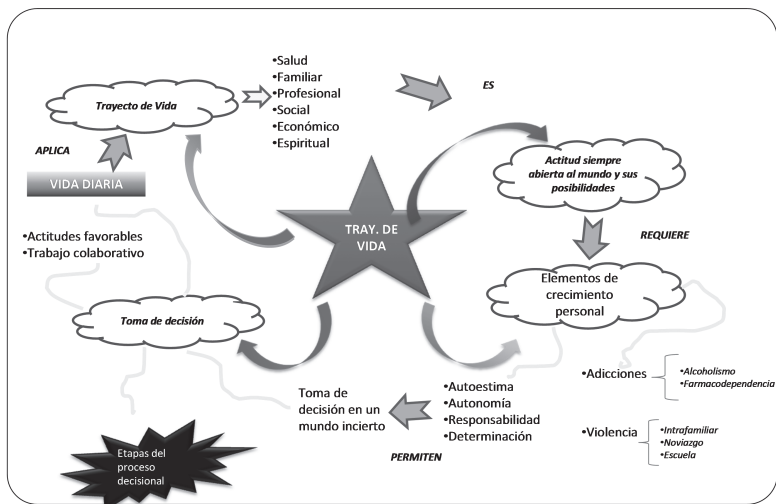 •Salud
•Familiar
•Profesional
•Social
•Económico
•Espiritual
ES
Trayecto de Vida
APLICA
VIDA DIARIA
•Actitudes favorables
•Trabajo colaborativo
TRAY. DE
VIDA
Actitud siempre
abierta al mundo y sus
posibilidades
REQUIERE
Elementos de
crecimiento
personal
Toma de decisión
•Adicciones
•Alcoholismo
•Farmacodependencia
•Violencia
•Intrafamiliar
•Noviazgo
•Escuela
•Autoestima
•Autonomía
•Responsabilidad
•Determinación
PERMITEN
Toma de
decisión en un
mundo incierto
Etapas del
proceso
decisional